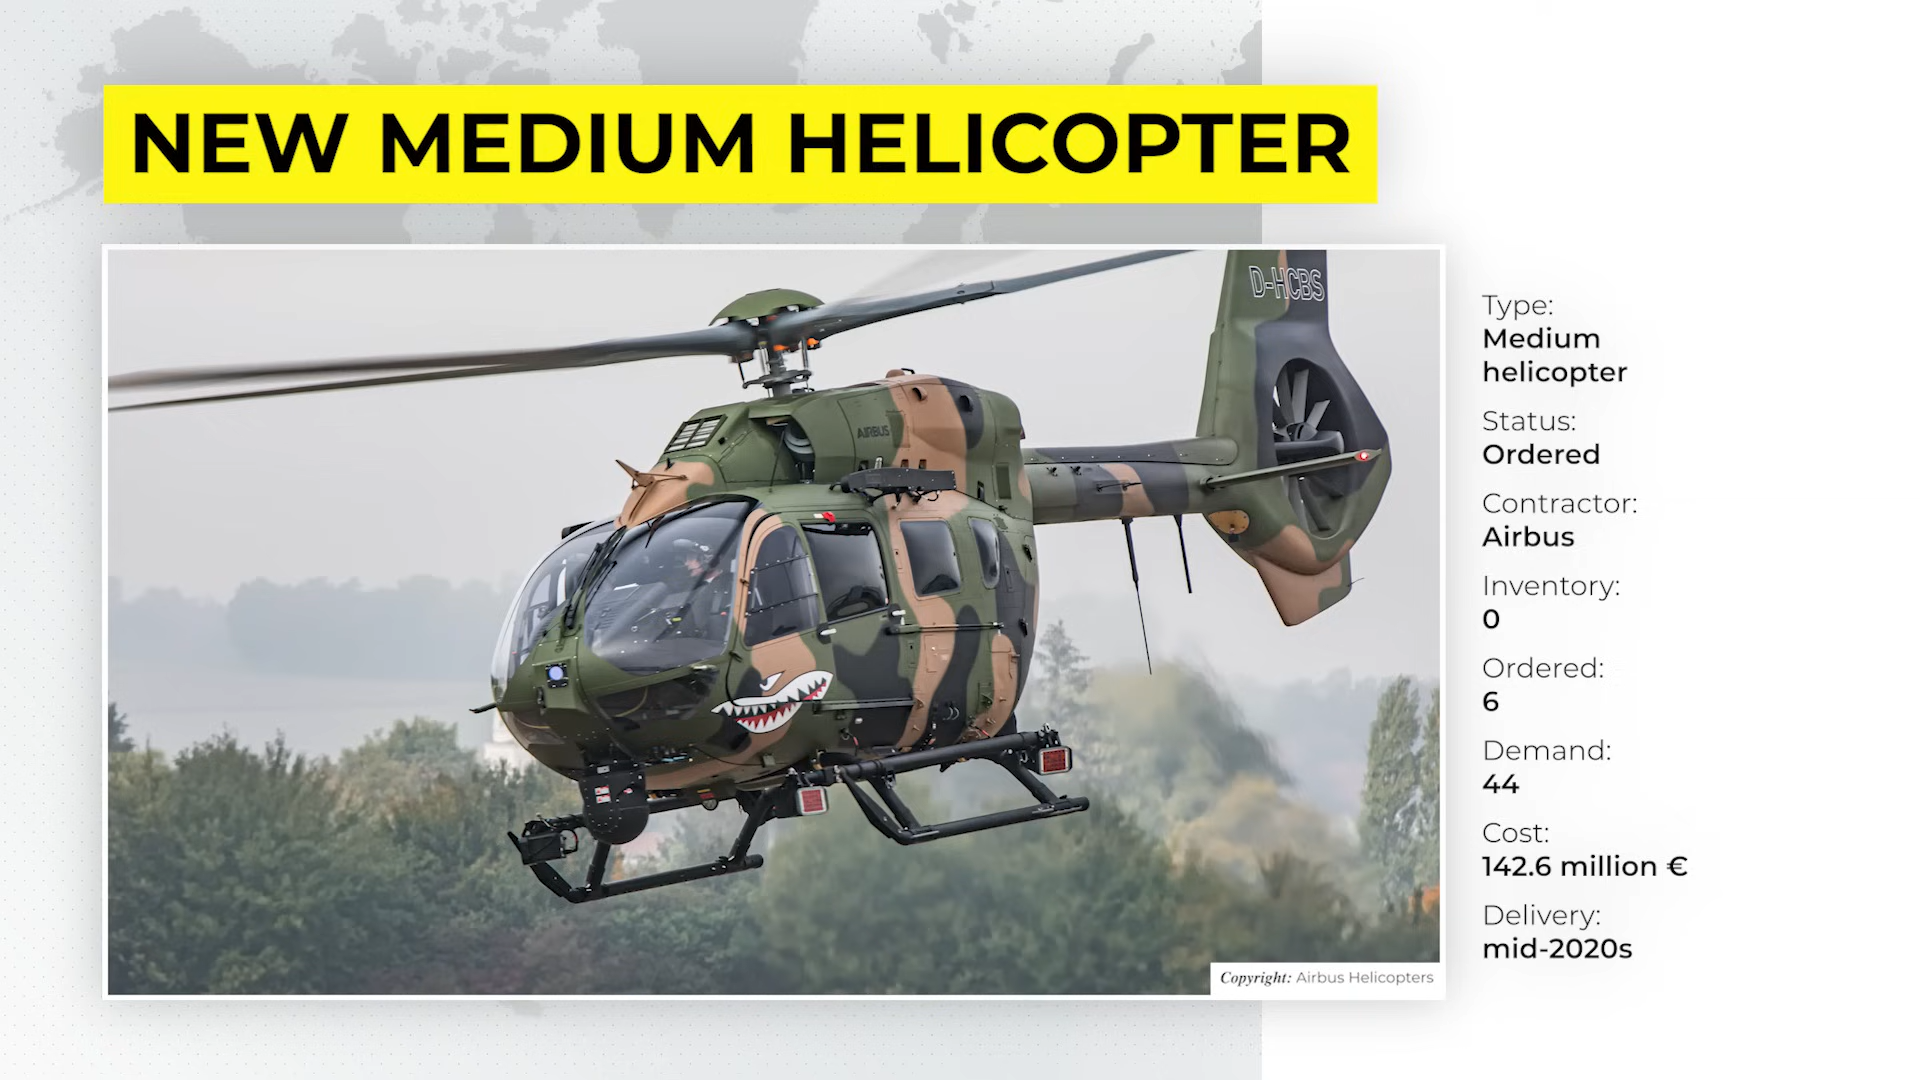 NEW MEDIUM HELICOPTER
D-HCBS
AIRBUS
Type:
Medium
helicopter
Status:
Ordered
Contractor:
Airbus
Inventory:
0
Ordered:
6
Demand:
44
Cost:
142.6 million €
Delivery:
mid-2020s
Copyright: Airbus Helicopters